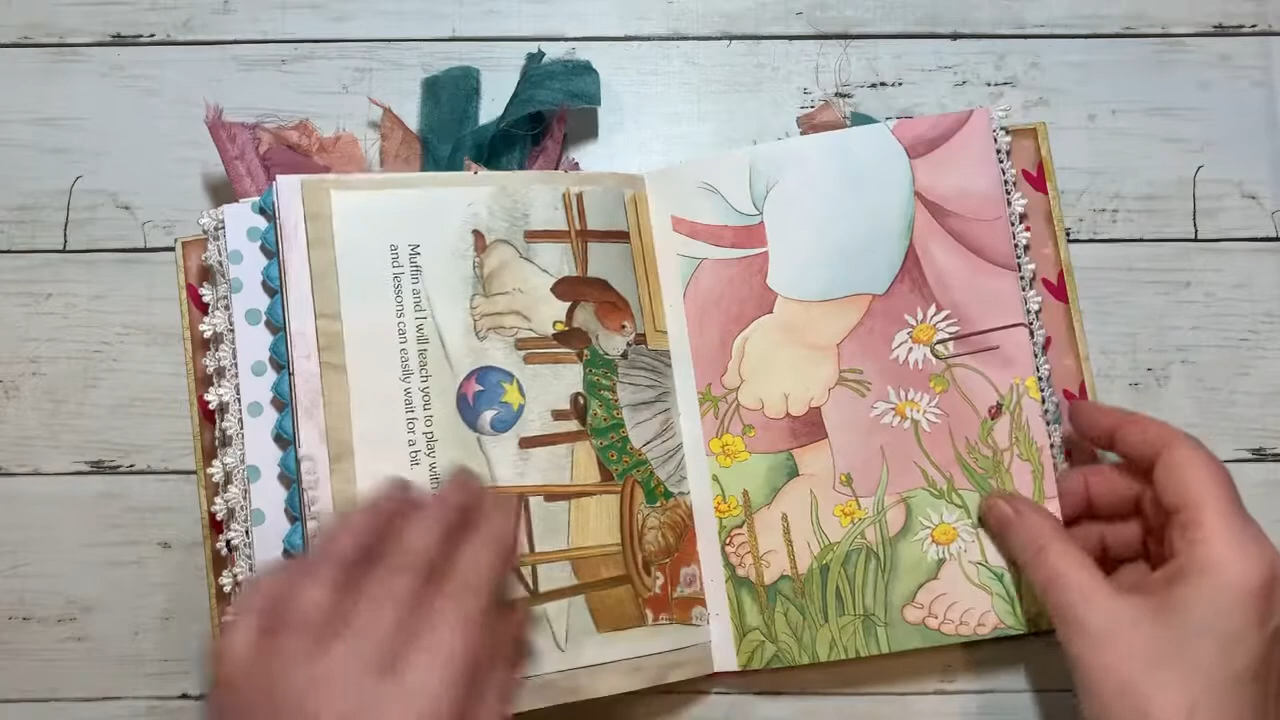 Muffin and I will teach you to play with
and lessons can easily wait for a bit.